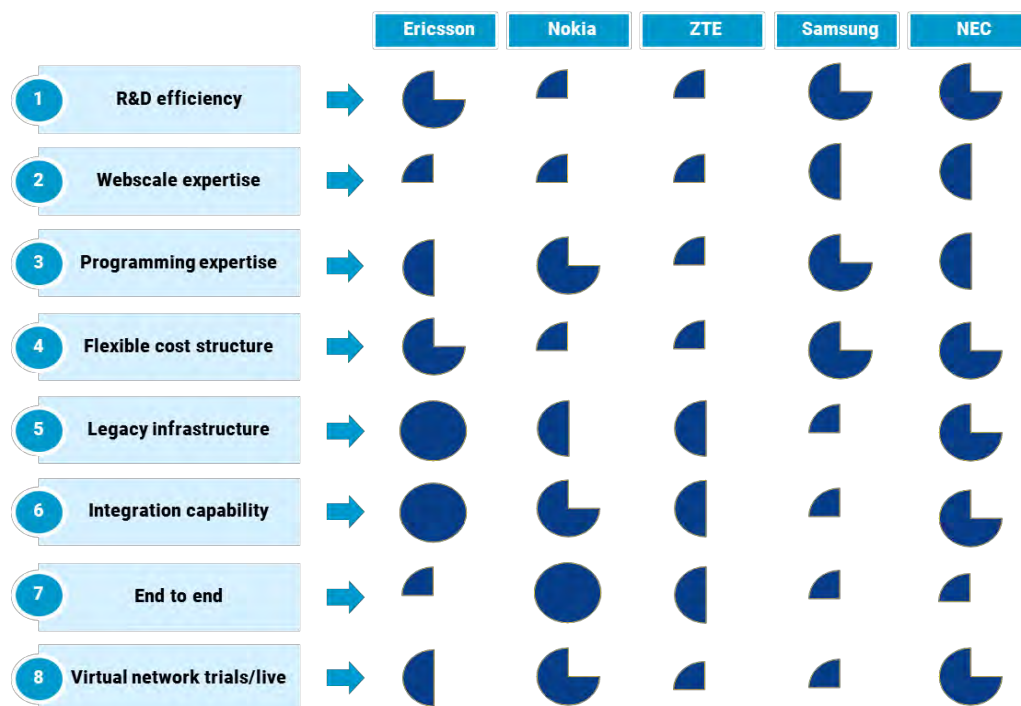 Ericsson Nokia ZTE Samsung NEC
1 R&D efficiency
2 Webscale expertise
3 Programming expertise
4 Flexible cost structure
5 Legacy infrastructure
6 Integration capability
7 End to end
8 Virtual network trials/live